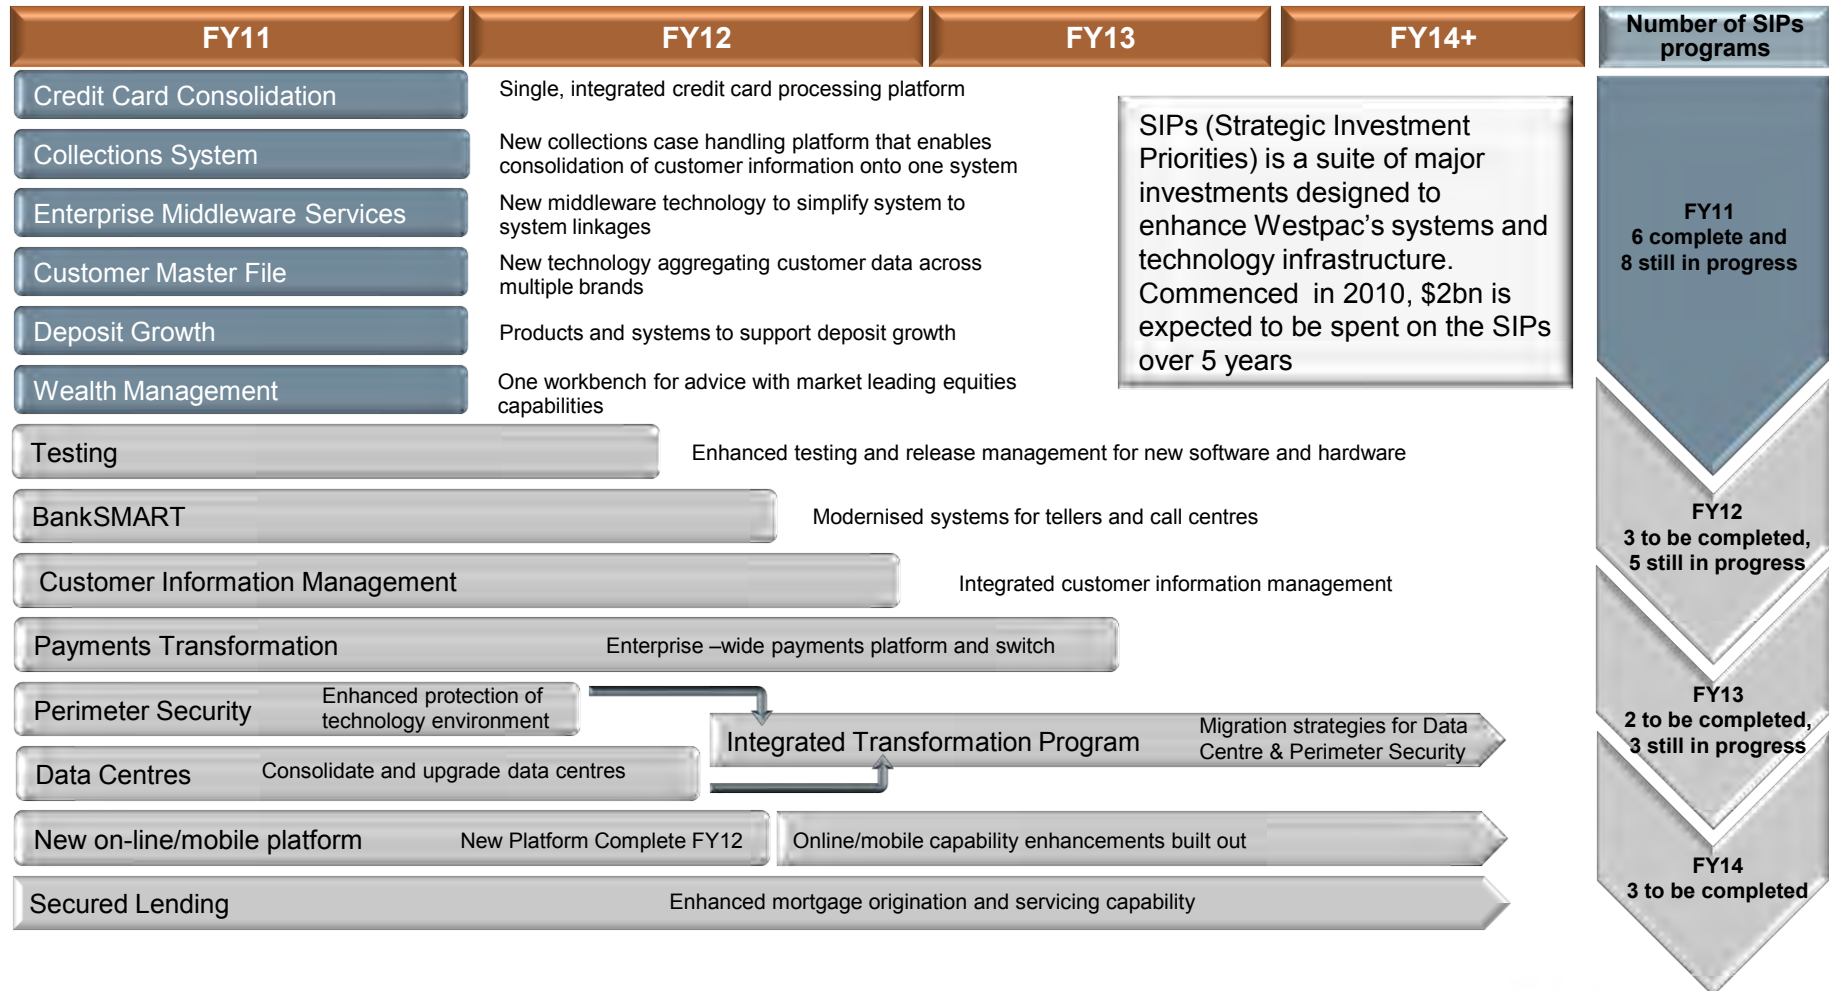 FY11
FY12
FY13
FY14+
Number of SIPs
programs
Credit Card Consolidation
Single, integrated credit card processing platform
Collections System
New collections case handling platform that enables
consolidation of customer information onto one system
Enterprise Middleware Services
New middleware technology to simplify system to
system linkages
Customer Master File
New technology aggregating customer data across
multiple brands
Deposit Growth
Products and systems to support deposit growth
Wealth Management
One workbench for advice with market leading equities
capabilities
SIPs (Strategic Investment
Priorities) is a suite of major
investments designed to
enhance Westpac's systems and
technology infrastructure.
Commenced in 2010, $2bn is
expected to be spent on the SIPs
over 5 years
FY11
6 complete and
8 still in progress
Testing
Enhanced testing and release management for new software and hardware
BankSMART
Modernised systems for tellers and call centres
FY12
3 to be completed,
5 still in progress
Customer Information Management
Integrated customer information management
Payments Transformation
Enterprise –wide payments platform and switch
Perimeter Security
Enhanced protection of
technology environment
Integrated Transformation Program
Migration strategies for Data
Centre & Perimeter Security
FY13
2 to be completed,
3 still in progress
Data Centres
Consolidate and upgrade data centres
New on-line/mobile platform
New Platform Complete FY12
Online/mobile capability enhancements built out
Secured Lending
Enhanced mortgage origination and servicing capability
FY14
3 to be completed